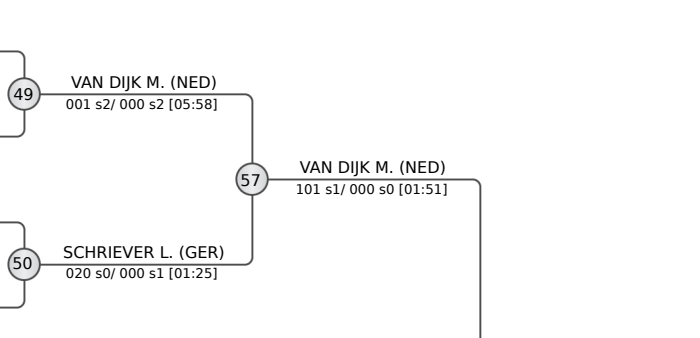 VAN DIJK M. (NED)
49
001 s2/ 000 s2 [05:58]
VAN DIJK M. (NED)
57
101 s1/ 000 s0 [01:51]
SCHRIEVER L. (GER)
50
020 s0/ 000 s1 [01:25]